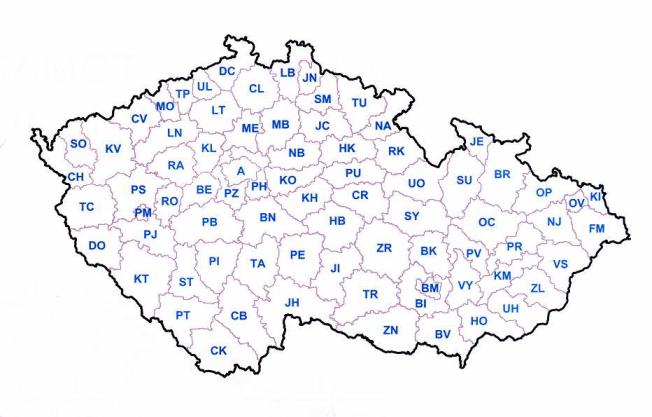 DC
LB
JN
TP
UL
CL
MO
LT
SM
TU
CV
LN
ME
MB
JC
NA
SO
KV
KL
NB
HK
RK
JE
RA
A
CH
PS
BE
PZ
PH
KO
PU
UO
SU
BR
OP
OV
KI
TC
PM
RO
KH
CR
SY
OC
NJ
FM
DO
PJ
PB
BN
HB
ZR
BK
PV
PR
VS
KT
ST
PI
TA
PE
JI
BM
VY
KM
ZL
TR
BI
PT
CB
JH
UH
HO
CK
ZN
BV